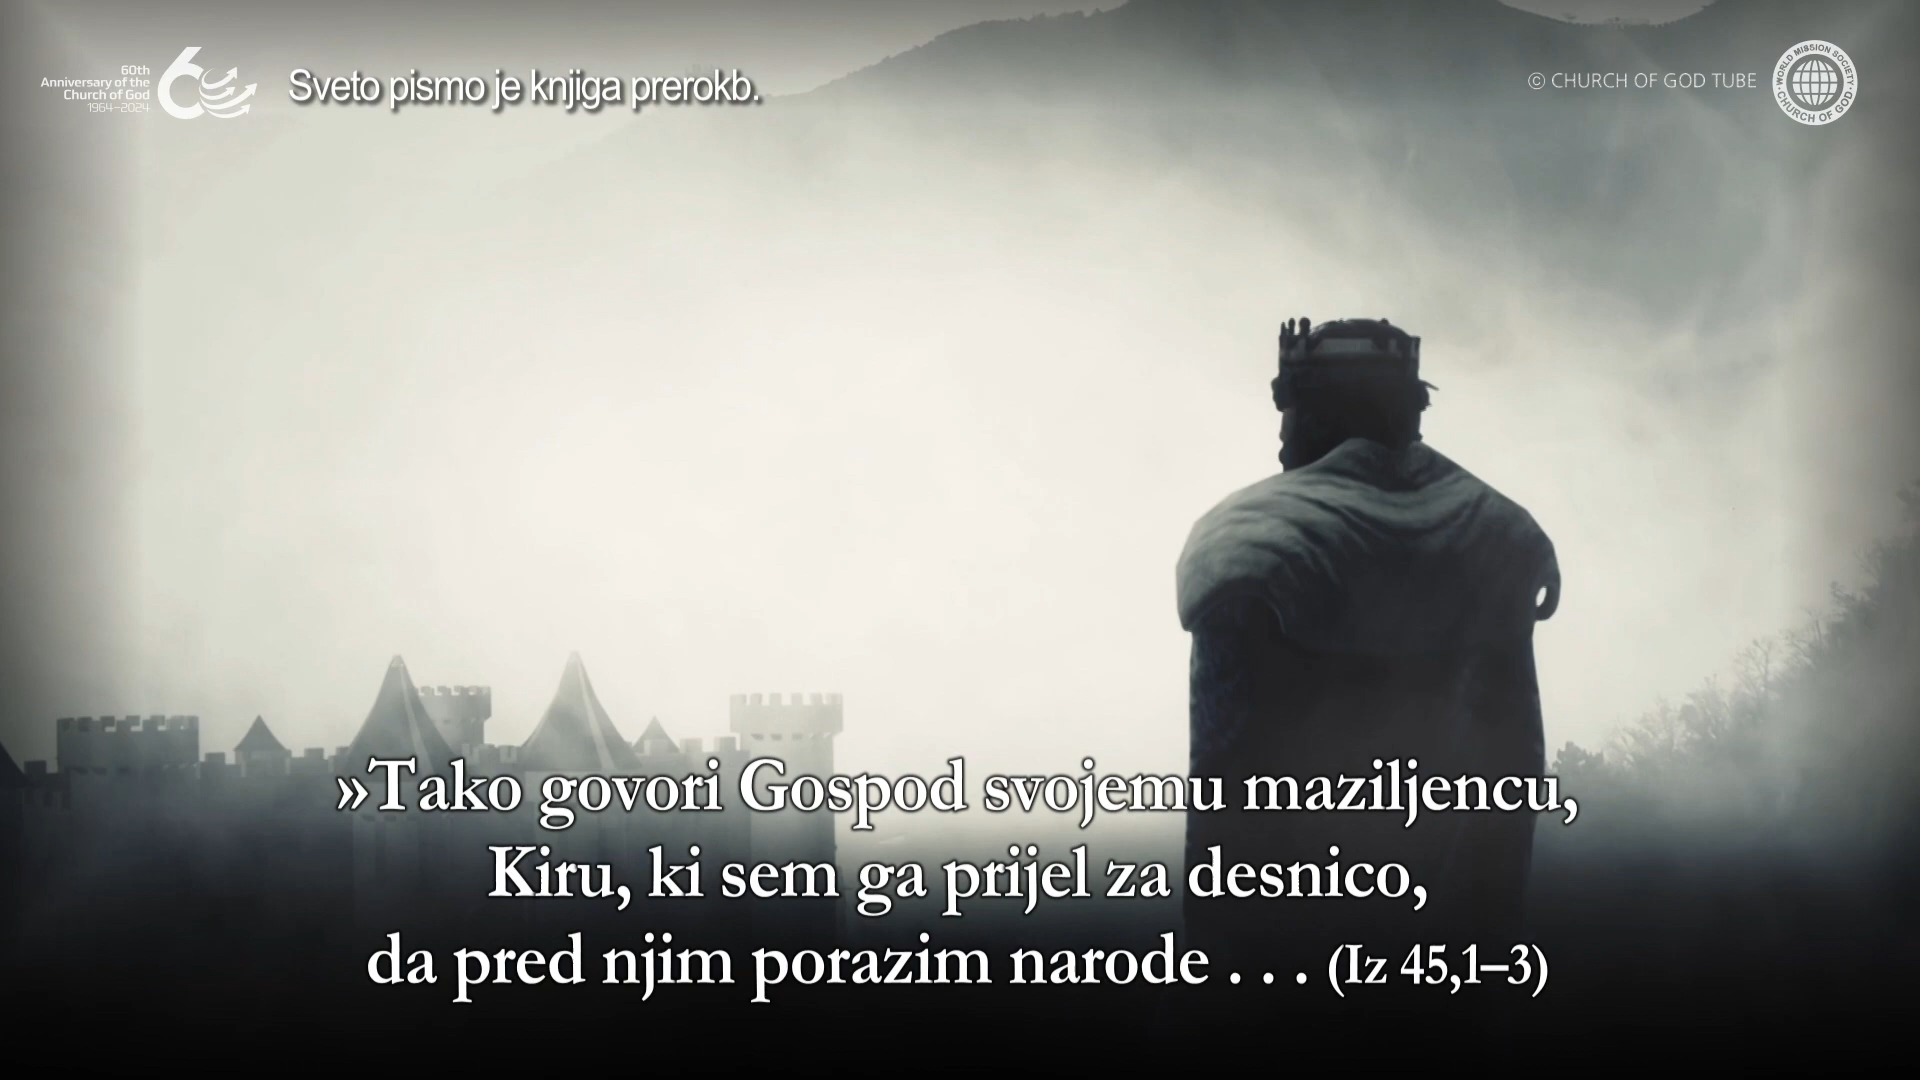 60th
Anniversary of the
Church of God
1964–2024
60
Sveto pismo je knjiga prerokb.
© CHURCH OF GOD TUBE
WORLD MISSION SOCIETY
CHURCH OF GOD
»Tako govori Gospod svojemu maziljencu,
Kiru, ki sem ga prijel za desnico,
da pred njim porazim narode . . . (Iz 45,1–3)